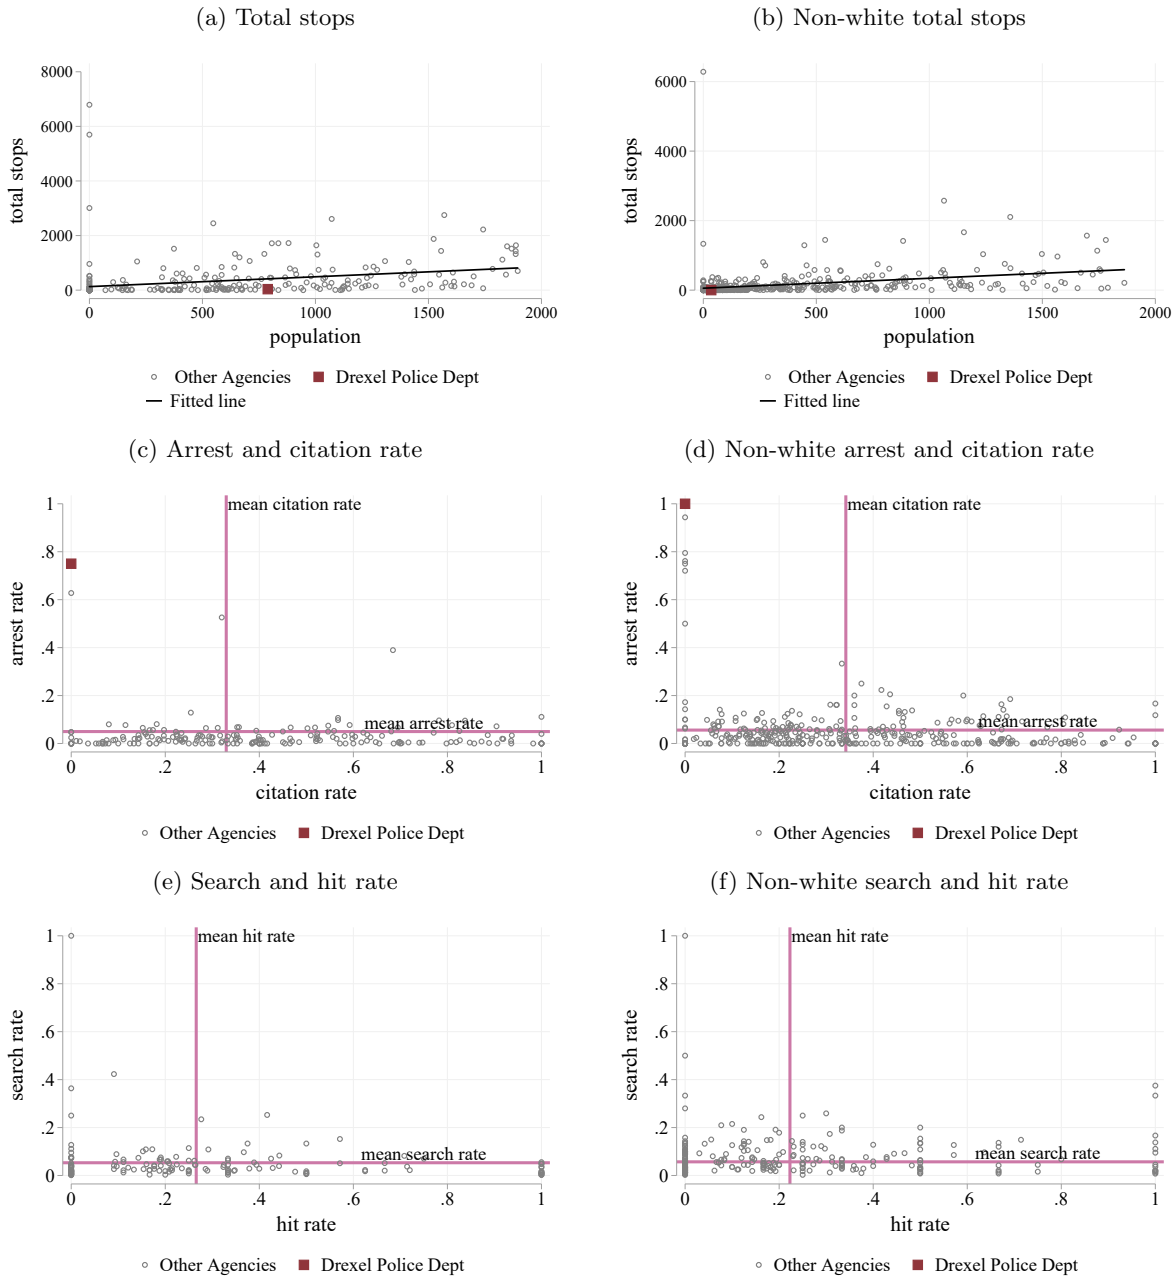 (a) Total stops
(b) Non-white total stops
8000
6000
4000
2000
0
total stops
0 500 1000 1500 2000
population
Other Agencies Drexel Police Dept
Fitted line
6000
4000
2000
0
total stops
0 500 1000 1500 2000
population
Other Agencies Drexel Police Dept
Fitted line
(c) Arrest and citation rate
(d) Non-white arrest and citation rate
1
.8
.6
.4
.2
0
arrest rate
mean citation rate
mean arrest rate
0 .2 .4 .6 .8 1
citation rate
Other Agencies Drexel Police Dept
1
.8
.6
.4
.2
0
arrest rate
mean citation rate
mean arrest rate
0 .2 .4 .6 .8 1
citation rate
Other Agencies Drexel Police Dept
(e) Search and hit rate
(f) Non-white search and hit rate
1
.8
.6
.4
.2
0
search rate
mean hit rate
mean search rate
0 .2 .4 .6 .8 1
hit rate
Other Agencies Drexel Police Dept
1
.8
.6
.4
.2
0
search rate
mean hit rate
mean search rate
0 .2 .4 .6 .8 1
hit rate
Other Agencies Drexel Police Dept